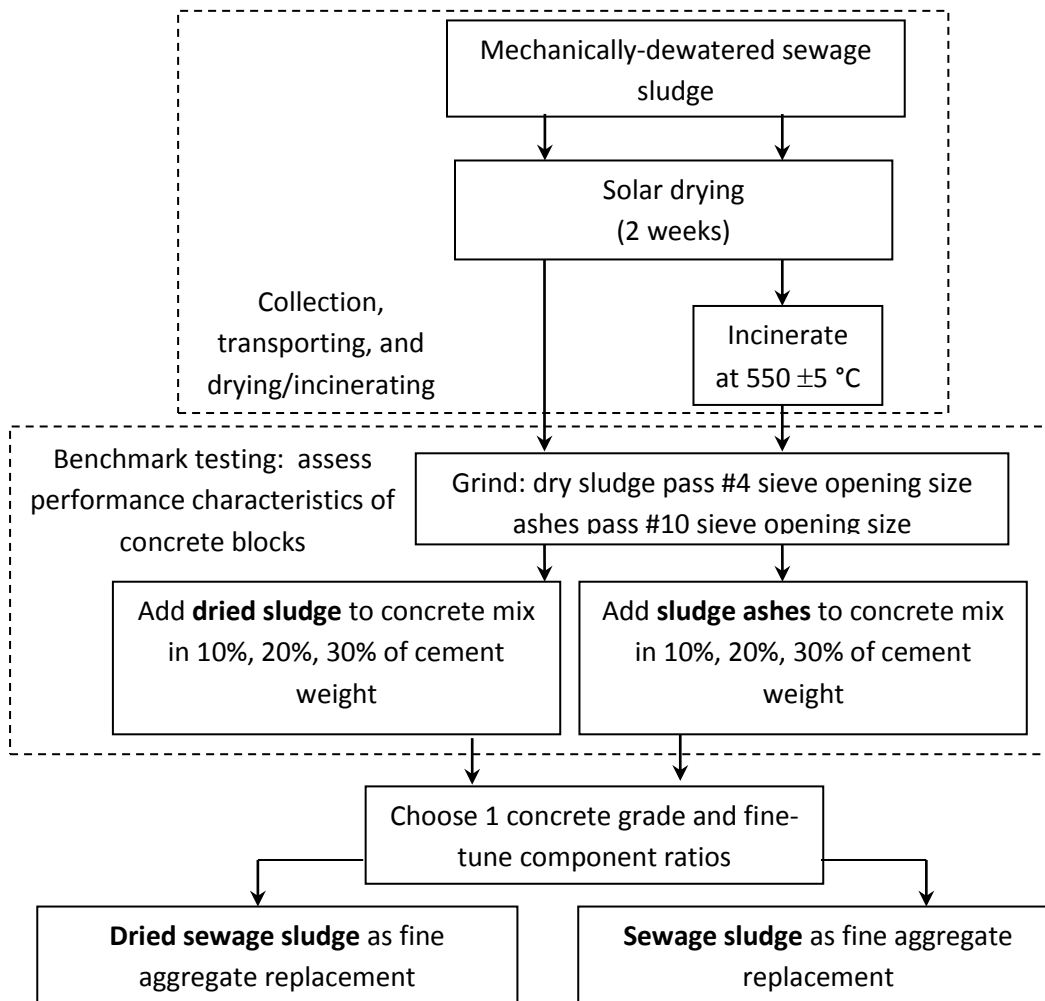 Mechanically-dewatered sewage
sludge
Solar drying
(2 weeks)
Collection,
transporting, and
drying/incinerating
Incinerate
at 550 ±5 °C
Benchmark testing:  assess
performance characteristics of
concrete blocks
Grind: dry sludge pass #4 sieve opening size
ashes pass #10 sieve opening size
Add dried sludge to concrete mix
in 10%, 20%, 30% of cement
weight
Add sludge ashes to concrete mix
in 10%, 20%, 30% of cement
weight
Choose 1 concrete grade and fine-
tune component ratios
Dried sewage sludge as fine
aggregate replacement
Sewage sludge as fine aggregate
replacement